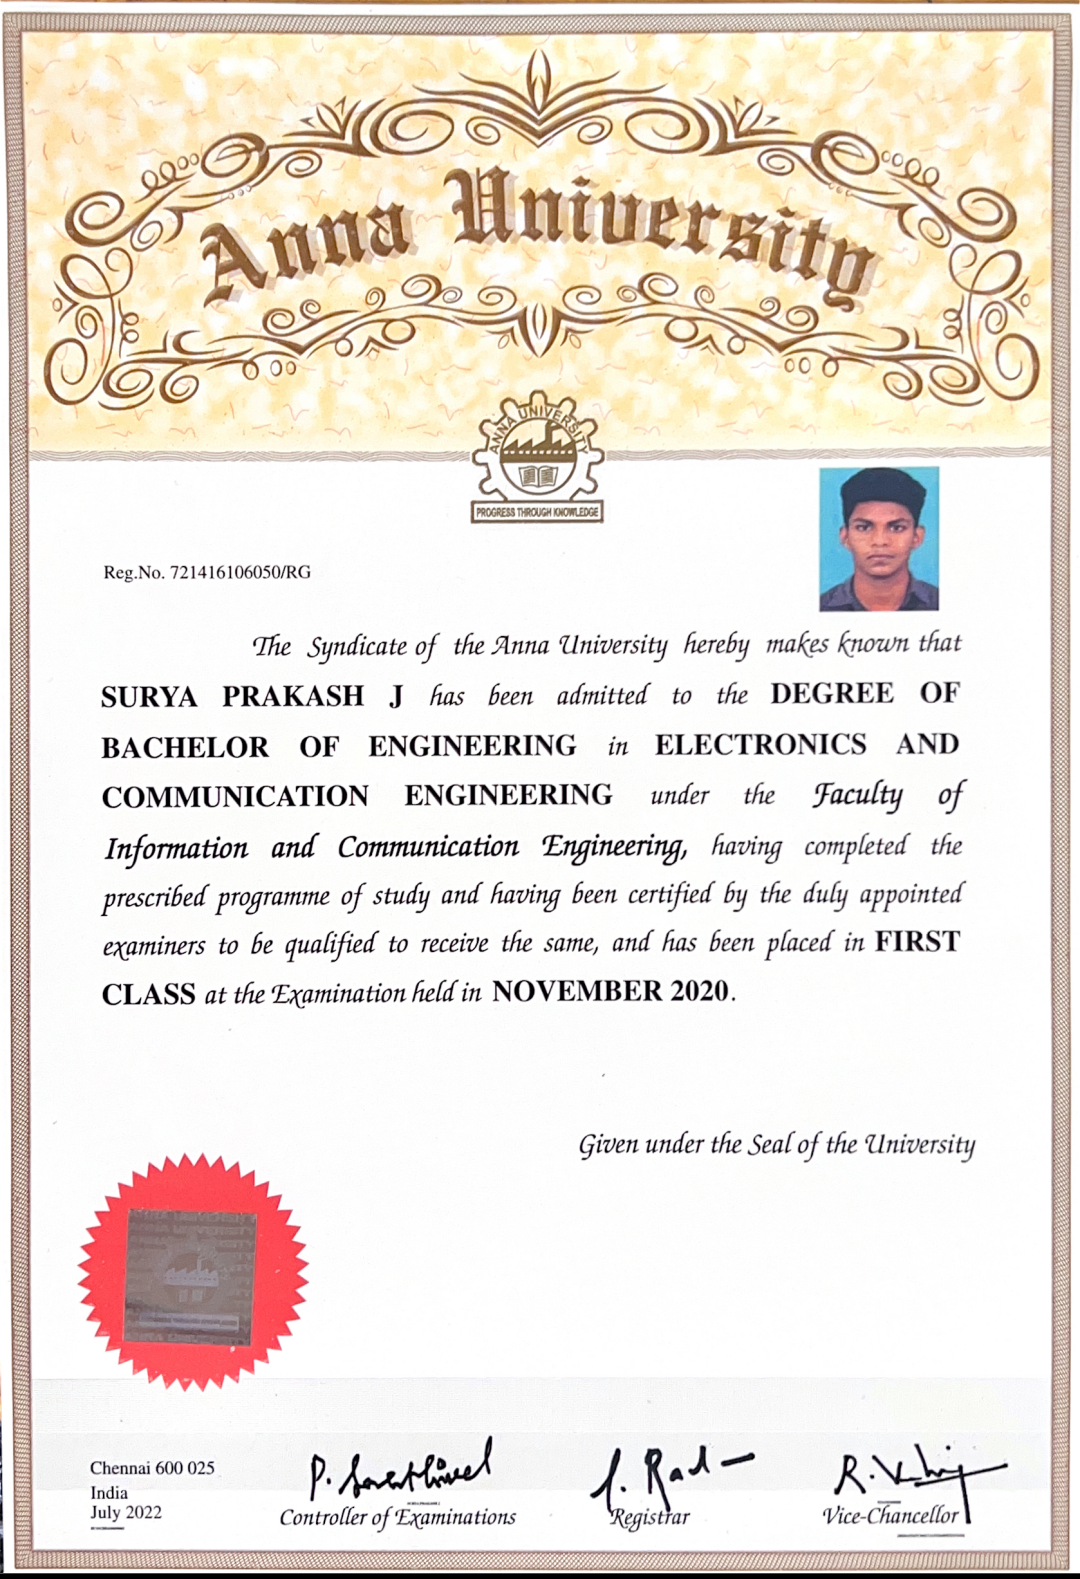 Anna University
ANNA UNIVERSITY
PROGRESS THROUGH KNOWLEDGE
Reg.No. 721416106050/RG
The Syndicate of the Anna University hereby makes known that
SURYA PRAKASH J has been admitted to the DEGREE OF
BACHELOR OF ENGINEERING in ELECTRONICS AND
COMMUNICATION ENGINEERING under the Faculty of
Information and Communication Engineering, having completed the
prescribed programme of study and having been certified by the duly appointed
examiners to be qualified to receive the same, and has been placed in FIRST
CLASS at the Examination held in NOVEMBER 2020.
Given under the Seal of the University
Chennai 600 025
India
July 2022
Controller of Examinations
Registrar
Vice-Chancellor